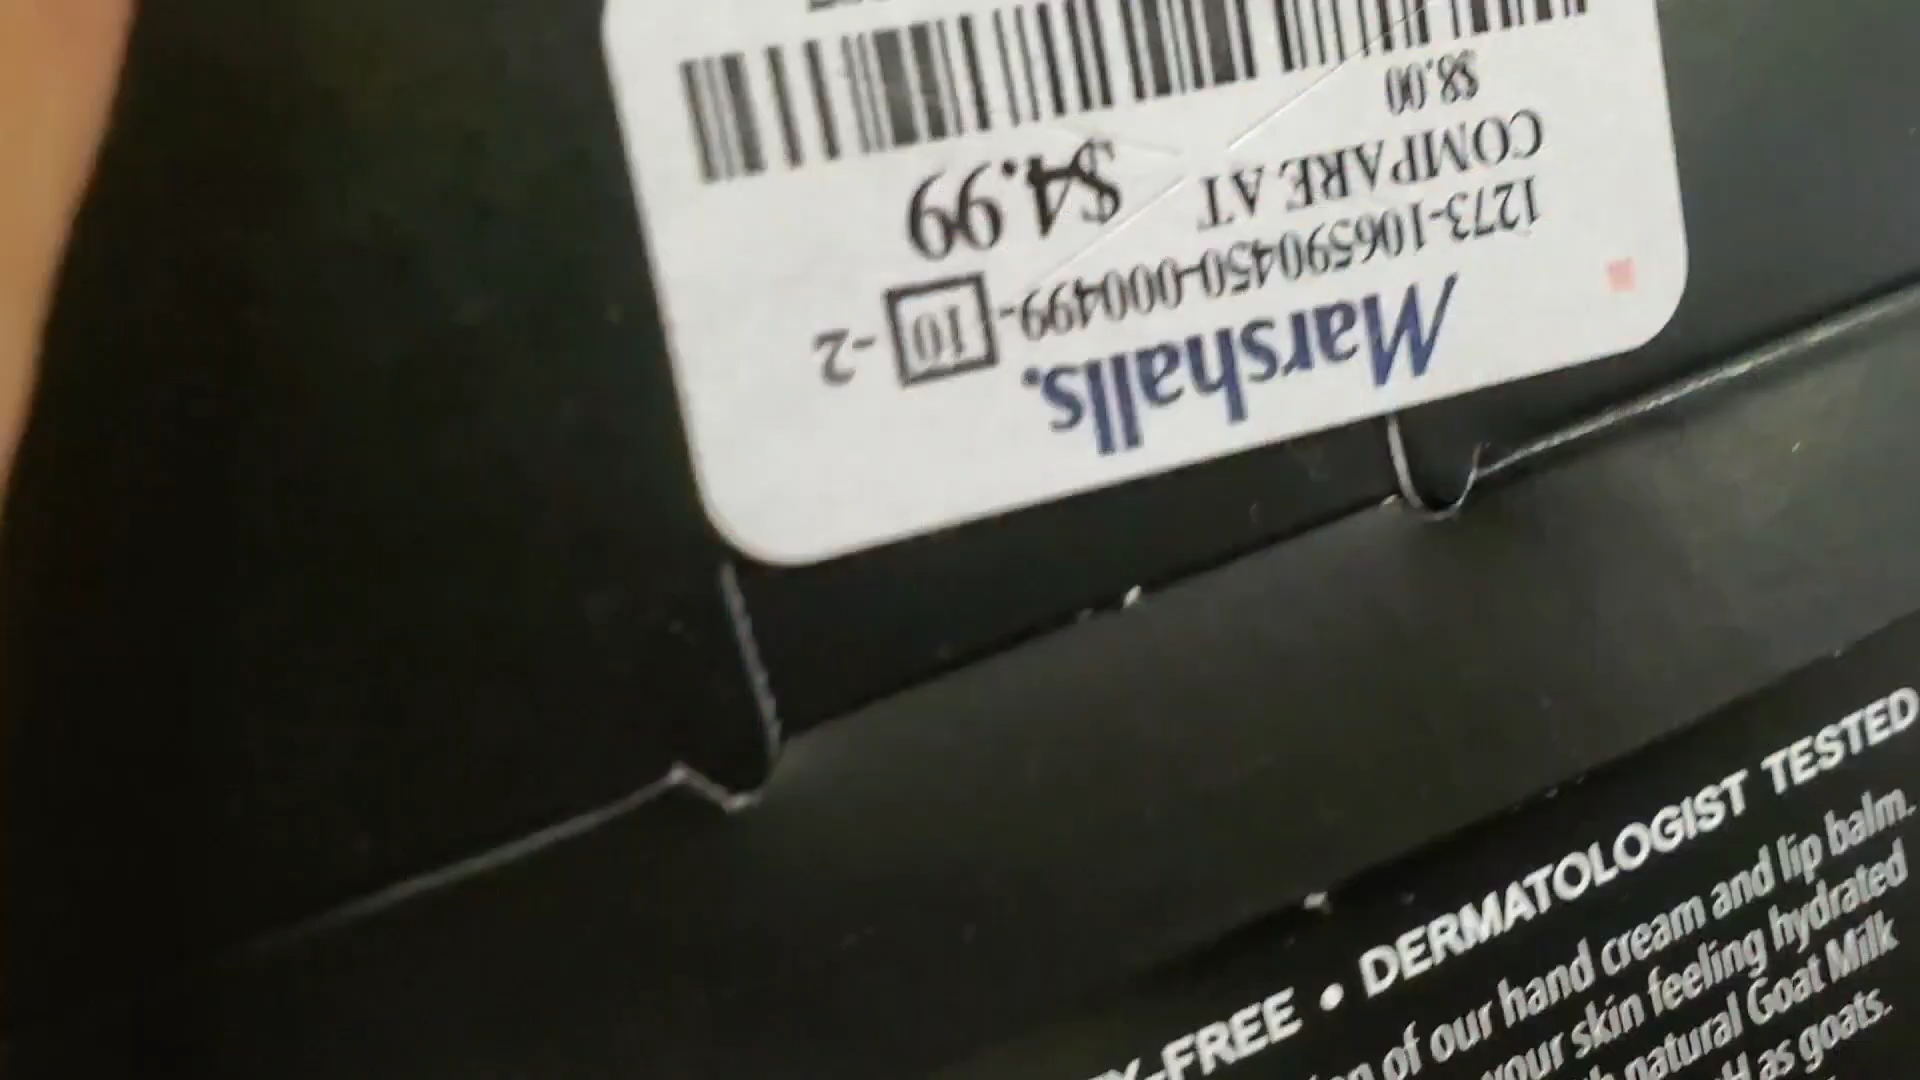 Marshalls.
1273-106590450-000499- 10 -2
COMPARE AT
$8.00
$4.99
-FREE • DERMATOLOGIST TESTED
of our hand cream and lip balm.
your skin feeling hydrated
natural Goat Milk
as goats.